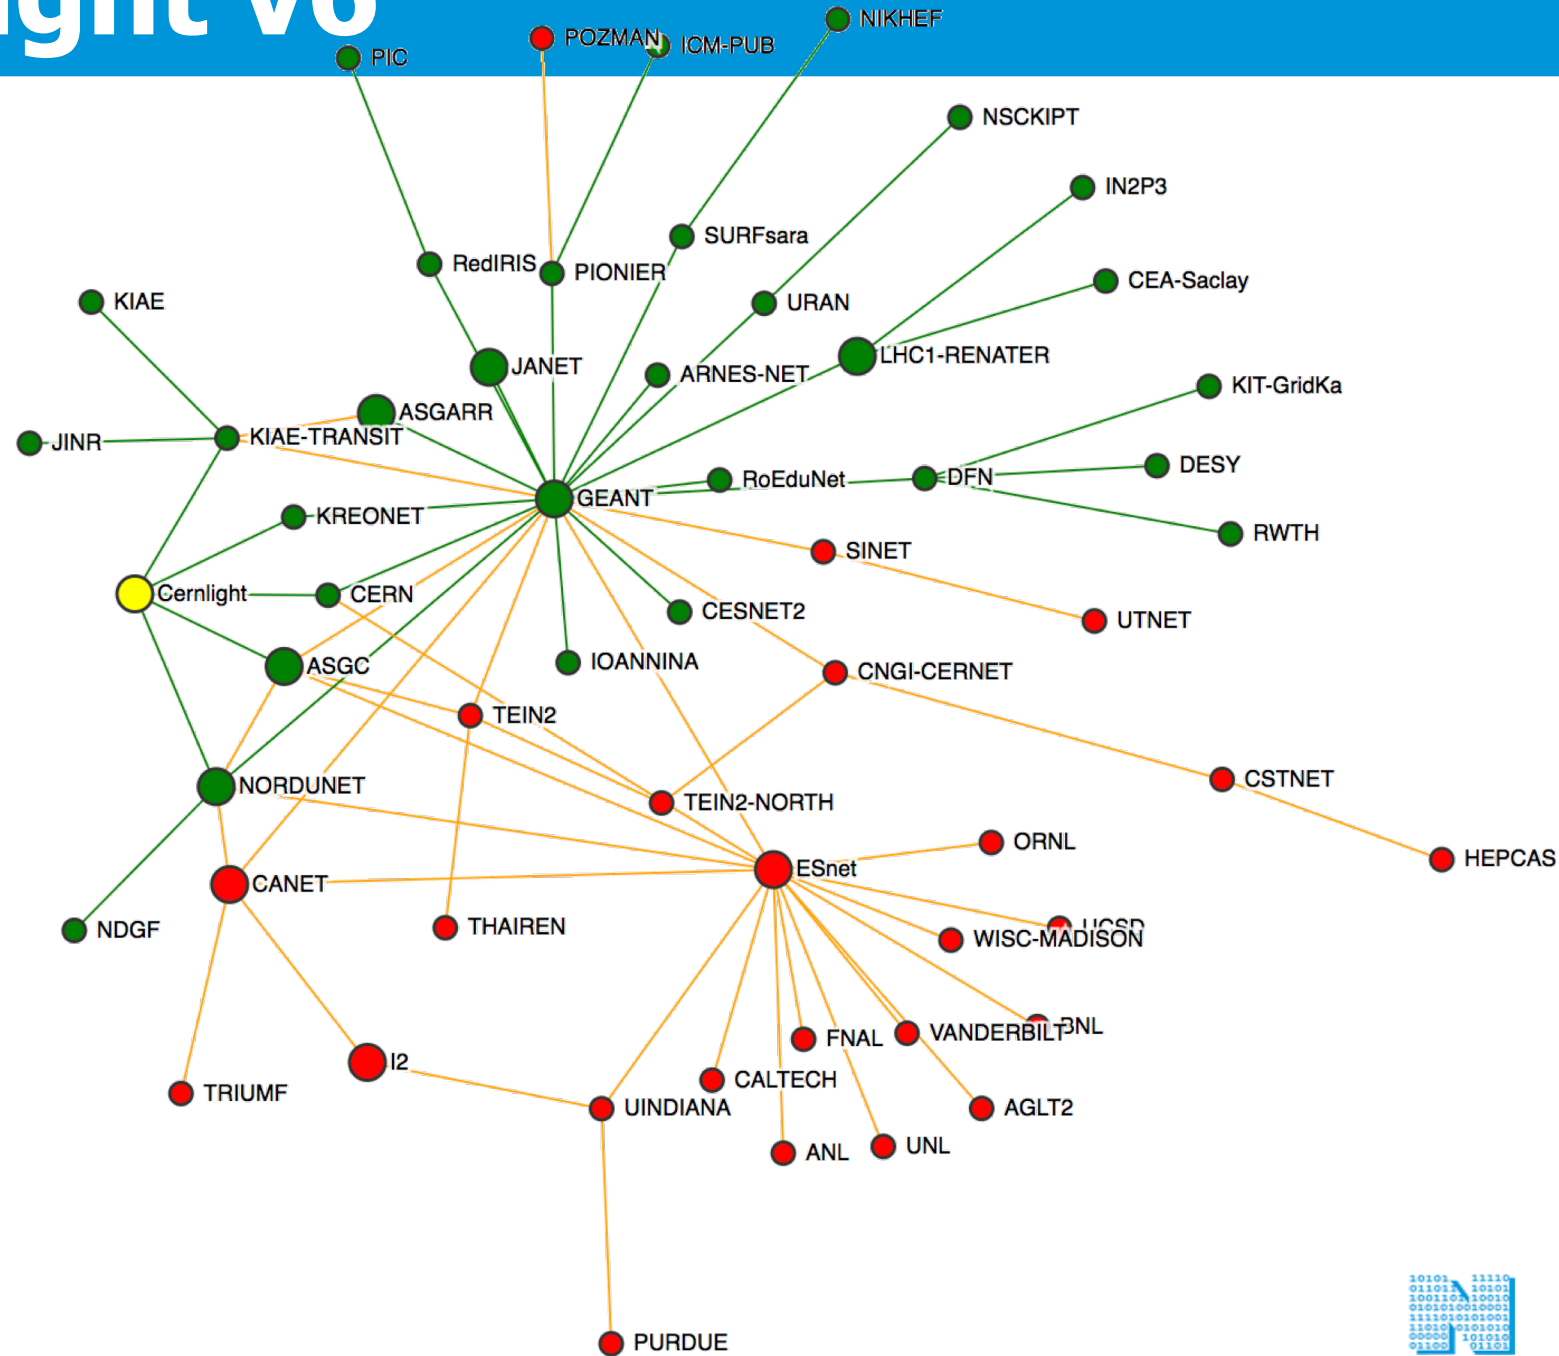 ght v6
NIKHEF
POZMAN
ICM-PUB
PIC
NSCKIPT
IN2P3
SURFsara
RedIRIS
PIONIER
CEA-Saclay
KIAE
URAN
LHC1-RENATER
JANET
ARNES-NET
KIT-GridKa
ASGARR
KIAE-TRANSIT
JINR
DESY
RoEduNet
DFN
GEANT
KREONET
RWTH
SINET
Cernlight
CERN
CESNET2
UTNET
IOANNINA
ASGC
CNGI-CERNET
TEIN2
CSTNET
NORDUNET
TEIN2-NORTH
ORNL
HEPCAS
ESnet
CANET
UCSD
THAIREN
NDGF
WISC-MADISON
BNL
VANDERBILT
FNAL
I2
CALTECH
TRIUMF
UINDIANA
AGLT2
UNL
ANL
PURDUE